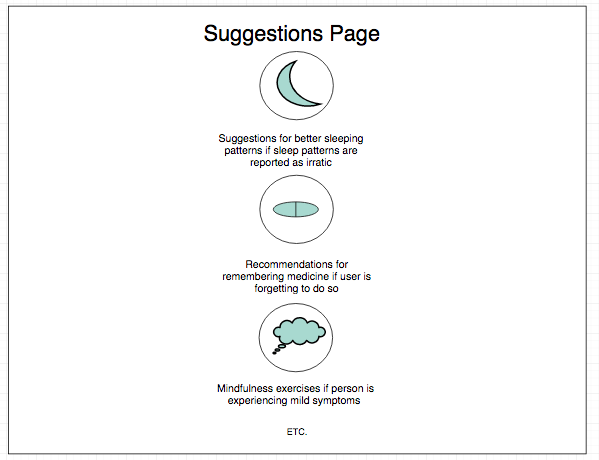 Suggestions Page
Suggestions for better sleeping
patterns if sleep patterns are
reported as irratic
Recommendations for
remembering medicine if user is
forgetting to do so
Mindfulness exercises if person is
experiencing mild symptoms
ETC.